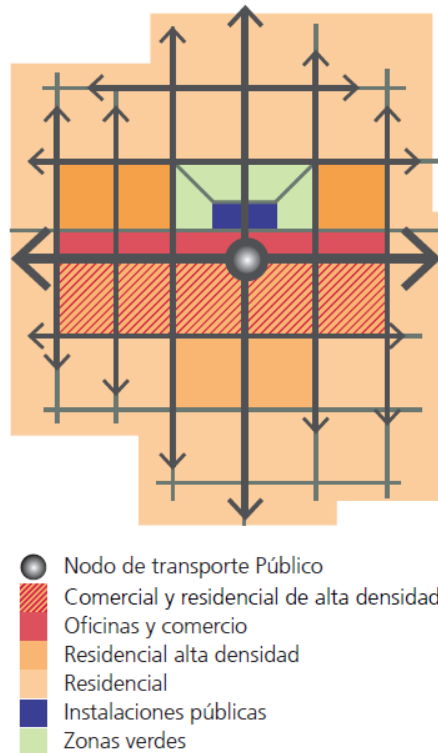 Nodo de transporte Público
Comercial y residencial de alta densidad
Oficinas y comercio
Residencial alta densidad
Residencial
Instalaciones públicas
Zonas verdes